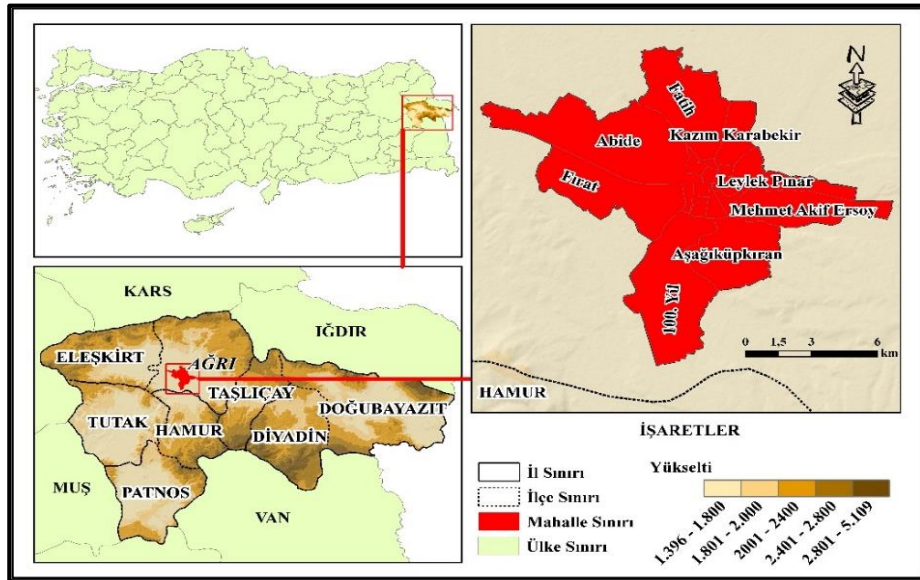 N
Fatih
Abide
Kazım Karabekir
Fırat
Leylek Pınar
Mehmet Akif Ersoy
Aşağıküpkıran
100. Yıl
0 1,5 3 6
km
HAMUR
KARS
IĞDIR
ELEŞKİRT
AĞRI
TAŞLIÇAY
DOĞUBAYAZIT
TUTAK
HAMUR
DİYADİN
MUŞ
PATNOS
VAN
İŞARETLER
İl Sınırı
İlçe Sınırı
Mahalle Sınırı
Ülke Sınırı
Yükselti
1.396 - 1.800
1.801 - 2.000
2001 - 2400
2.401 - 2.800
2.801 - 5.109